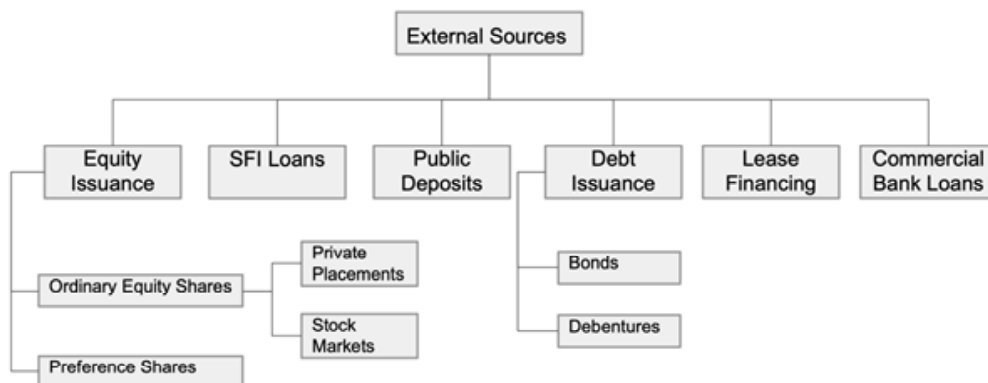 External Sources
Equity
Issuance
SFI Loans
Public
Deposits
Debt
Issuance
Lease
Financing
Commercial
Bank Loans
Ordinary Equity Shares
Private
Placements
Stock
Markets
Preference Shares
Bonds
Debentures